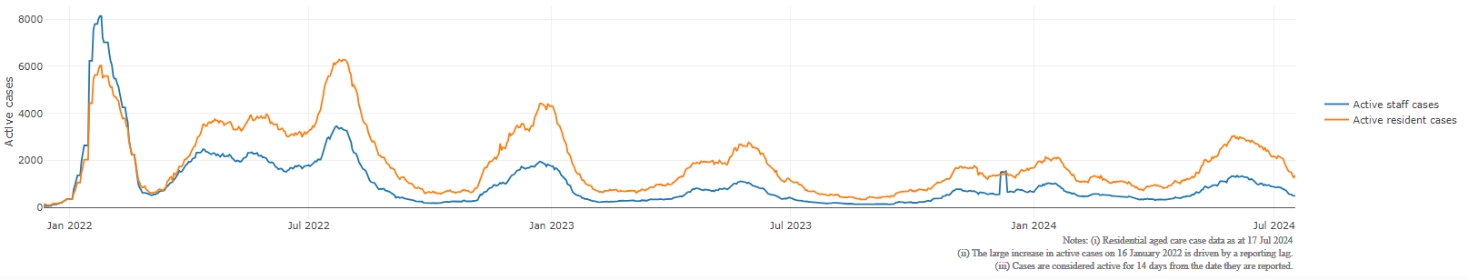 8000
6000
4000
2000
0
Active cases
Jan 2022
Jul 2022
Jan 2023
Jul 2023
Jan 2024
Jul 2024
Active staff cases
Active resident cases
Notes: (i) Residential aged care case data as at 17 Jul 2024
(ii) The large increase in active cases on 16 January 2022 is driven by a reporting lag.
(iii) Cases are considered active for 14 days from the date they are reported.